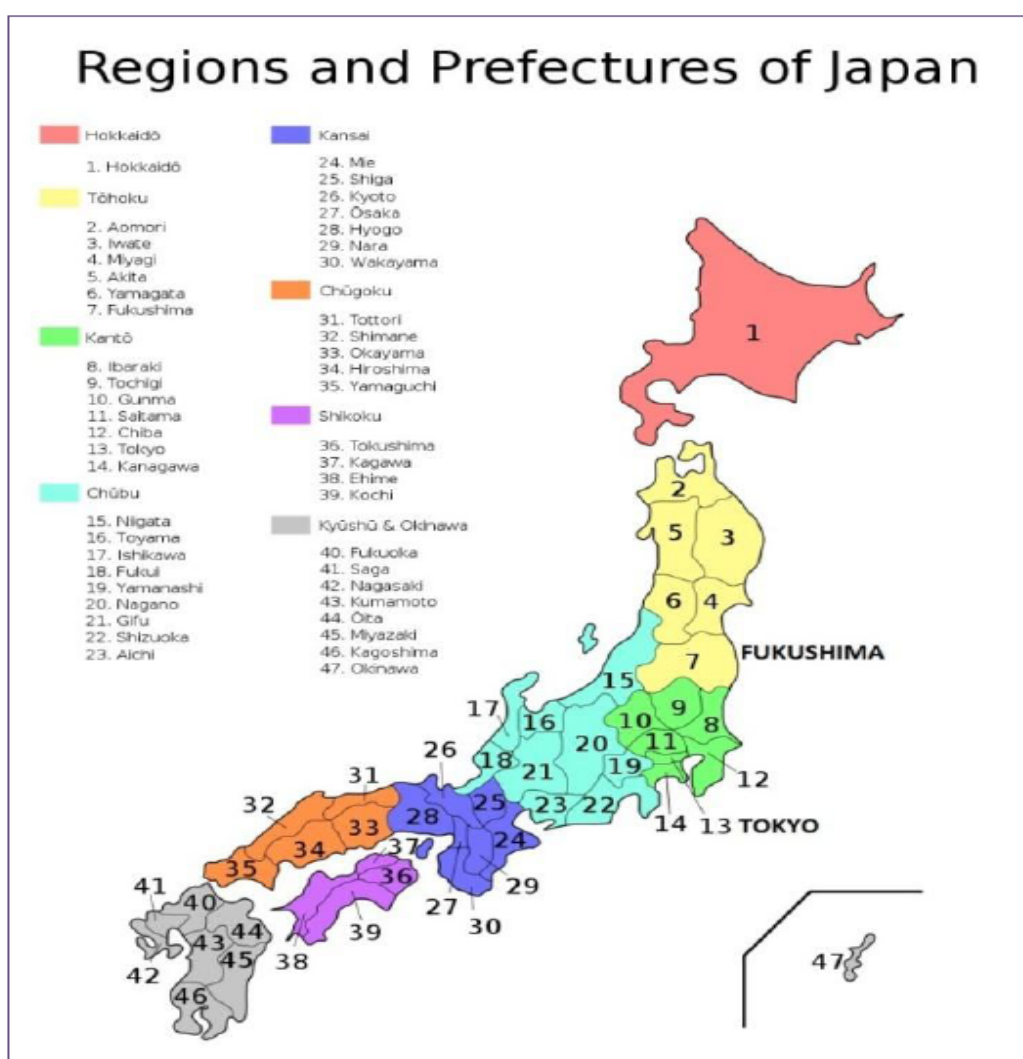 Regions and Prefectures of Japan
Hokkaidō
1. Hokkaidō
Tōhoku
2. Aomori
3. Iwate
4. Miyagi
5. Akita
6. Yamagata
7. Fukushima
Kantō
8. Ibaraki
9. Tochigi
10. Gunma
11. Saitama
12. Chiba
13. Tokyo
14. Kanagawa
Chūbu
15. Niigata
16. Toyama
17. Ishikawa
18. Fukui
19. Yamanashi
20. Nagano
21. Gifu
22. Shizuoka
23. Aichi
Kansai
24. Mie
25. Shiga
26. Kyoto
27. Ōsaka
28. Hyogo
29. Nara
30. Wakayama
Chūgoku
31. Tottori
32. Shimane
33. Okayama
34. Hiroshima
35. Yamaguchi
Shikoku
36. Tokushima
37. Kagawa
38. Ehime
39. Kochi
Kyūshū & Okinawa
40. Fukuoka
41. Saga
42. Nagasaki
43. Kumamoto
44. Ōita
45. Miyazaki
46. Kagoshima
47. Okinawa
1
2
5
3
6
4
7 FUKUSHIMA
15
9
10
8
17
16
11
20
26
18
21
19
12
31
25
23
22
14
13 TOKYO
32
28
33
24
34
37
35
36
29
41
40
27
30
39
44
43
38
42
45
47
46